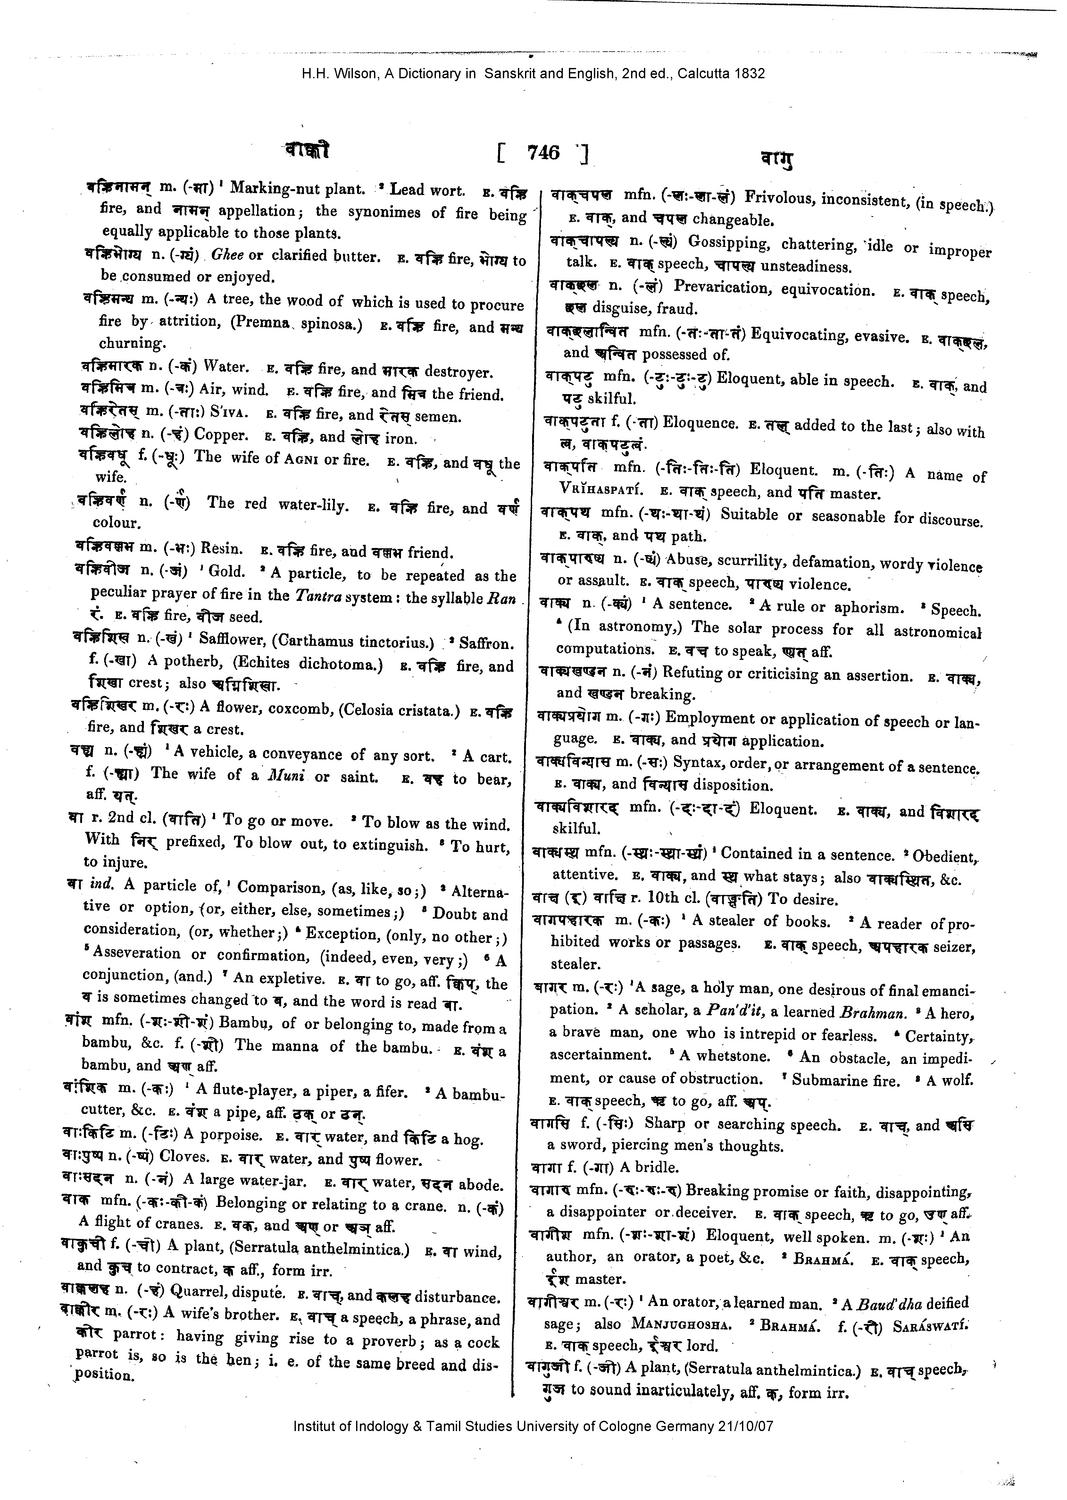 H.H. Wilson, A Dictionary in Sanskrit and English, 2nd ed., Calcutta 1832
वाक्की
[ 746 ]
वागु
वह्निनामन् m. (-मा) ¹ Marking-nut plant. ² Lead wort. E. वह्नि
fire, and नामन् appellation; the synonimes of fire being
equally applicable to those plants.
वह्निभोग्य n. (-ग्यं) Ghee or clarified butter. E. वह्नि fire, भोग्य to
be consumed or enjoyed.
वह्निमन्थ m. (-न्थः) A tree, the wood of which is used to procure
fire by attrition, (Premna spinosa.) E. वह्नि fire, and मन्थ
churning.
वह्निमारक n. (-कं) Water. E. वह्नि fire, and मारक destroyer.
वह्निमित्र m. (-त्रः) Air, wind. E. वह्नि fire, and मित्र the friend.
वह्निरेतस् m. (-ताः) S'IVA. E. वह्नि fire, and रेतस् semen.
वह्निलोह n. (-हं) Copper. E. वह्नि, and लोह iron.
वह्निवधू f. (-धूः) The wife of AGNI or fire. E. वह्नि, and वधू the
wife.
वह्निवर्ण n. (-र्णं) The red water-lily. E. वह्नि fire, and वर्ण
colour.
वह्निवल्लभ m. (-भः) Resin. E. वह्नि fire, and वल्लभ friend.
वह्निवीज n. (-जं) ¹ Gold. ² A particle, to be repeated as the
peculiar prayer of fire in the Tantra system : the syllable Ran
रं. E. वह्नि fire, वीज seed.
वह्निशिख n. (-खं) ¹ Safflower, (Carthamus tinctorius.) ² Saffron.
f. (-खा) A potherb, (Echites dichotoma.) E. वह्नि fire, and
शिखा crest; also अग्निशिखा.
वह्निशिखर m. (-रः) A flower, coxcomb, (Celosia cristata.) E. वह्नि
fire, and शिखर a crest.
वह्य n. (-ह्यं) ¹ A vehicle, a conveyance of any sort. ² A cart.
f. (-ह्या) The wife of a Muni or saint. E. वह to bear,
aff. यत्.
वा r. 2nd cl. (वाति) ¹ To go or move. ² To blow as the wind.
With निर् prefixed, To blow out, to extinguish. ³ To hurt,
to injure.
वा ind. A particle of, ¹ Comparison, (as, like, so;) ² Alterna-
tive or option, (or, either, else, sometimes;) ³ Doubt and
consideration, (or, whether;) ⁴ Exception, (only, no other;)
⁵ Asseveration or confirmation, (indeed, even, very;) ⁶ A
conjunction, (and.) ⁷ An expletive. E. वा to go, aff. क्विप्, the
व is sometimes changed to ब, and the word is read बा.
वांश mfn. (-शः-शी-शं) Bambu, of or belonging to, made from a
bambu, &c. f. (-शी) The manna of the bambu. E. वंश a
bambu, and अण् aff.
वांशिक m. (-कः) ¹ A flute-player, a piper, a fifer. ² A bambu-
cutter, &c. E. वंश a pipe, aff. ठक् or ठन्.
वाःकिटि m. (-टिः) A porpoise. E. वार् water, and किटि a hog.
वाःपुष्प n. (-ष्पं) Cloves. E. वार् water, and पुष्प flower.
वाःसदन n. (-नं) A large water-jar. E. वार् water, सदन abode.
वाक mfn. (-कः-की-कं) Belonging or relating to a crane. n. (-कं)
A flight of cranes. E. वक, and अण् or अञ् aff.
वाकुची f. (-ची) A plant, (Serratula anthelmintica.) E. वा wind,
and कुच to contract, क aff., form irr.
वाक्कलह n. (-हं) Quarrel, dispute. E. वाच्, and कलह disturbance.
वाक्कीर m. (-रः) A wife's brother. E. वाच् a speech, a phrase, and
कीर parrot : having giving rise to a proverb; as a cock
parrot is, so is the hen; i. e. of the same breed and dis-
position.
वाक्चपल mfn. (-लः-ला-लं) Frivolous, inconsistent, (in speech.)
E. वाक्, and चपल changeable.
वाक्चापल्य n. (-ल्यं) Gossipping, chattering, idle or improper
talk. E. वाक् speech, चापल्य unsteadiness.
वाक्छल n. (-लं) Prevarication, equivocation. E. वाक् speech,
छल disguise, fraud.
वाक्छलान्वित mfn. (-तः-ता-तं) Equivocating, evasive. E. वाक्छल,
and अन्वित possessed of.
वाक्पटु mfn. (-टुः-टुः-टु) Eloquent, able in speech. E. वाक्, and
पटु skilful.
वाक्पटुता f. (-ता) Eloquence. E. तल् added to the last; also with
त्व, वाक्पटुत्वं.
वाक्पति mfn. (-तिः-तिः-ति) Eloquent. m. (-तिः) A name of
VRĬHASPATÍ. E. वाक् speech, and पति master.
वाक्पथ mfn. (-थः-था-थं) Suitable or seasonable for discourse.
E. वाक्, and पथ path.
वाक्पारुष्य n. (-ष्यं) Abuse, scurrility, defamation, wordy violence
or assault. E. वाक् speech, पारुष्य violence.
वाक्य n. (-क्यं) ¹ A sentence. ² A rule or aphorism. ³ Speech.
⁴ (In astronomy,) The solar process for all astronomical
computations. E. वच to speak, ण्यत् aff.
वाक्यखण्डन n. (-नं) Refuting or criticising an assertion. E. वाक्य,
and खण्डन breaking.
वाक्यप्रयोग m. (-गः) Employment or application of speech or lan-
guage. E. वाक्य, and प्रयोग application.
वाक्यविन्यास m. (-सः) Syntax, order, or arrangement of a sentence.
E. वाक्य, and विन्यास disposition.
वाक्यविशारद mfn. (-दः-दा-दं) Eloquent. E. वाक्य, and विशारद
skilful.
वाक्यस्थ mfn. (-स्थः-स्था-स्थं) ¹ Contained in a sentence. ² Obedient,
attentive. E. वाक्य, and स्थ what stays; also वाक्यस्थित, &c.
वाच (इ) वाचि r. 10th cl. (वाङ्क्षति) To desire.
वागपहारक m. (-कः) ¹ A stealer of books. ² A reader of pro-
hibited works or passages. E. वाक् speech, अपहारक seizer,
stealer.
वागर m. (-रः) ¹A sage, a holy man, one desirous of final emanci-
pation. ² A scholar, a Pan'd'it, a learned Brahman. ³ A hero,
a brave man, one who is intrepid or fearless. ⁴ Certainty,
ascertainment. ⁵ A whetstone. ⁶ An obstacle, an impedi-
ment, or cause of obstruction. ⁷ Submarine fire. ⁸ A wolf.
E. वाक् speech, ऋ to go, aff. अप्.
वागसि f. (-सिः) Sharp or searching speech. E. वाच्, and असि
a sword, piercing men's thoughts.
वागा f. (-गा) A bridle.
वागारु mfn. (-रुः-रुः-रु) Breaking promise or faith, disappointing,
a disappointer or deceiver. E. वाक् speech, ऋ to go, उण् aff.
वागीश mfn. (-शः-शा-शं) Eloquent, well spoken. m. (-शः) ¹ An
author, an orator, a poet, &c. ² BRAHMÁ. E. वाक् speech,
ईश master.
वागीश्वर m. (-रः) ¹ An orator, a learned man. ² A Baud'dha deified
sage; also MANJUGHOSHA. ³ BRAHMÁ. f. (-री) SARÁSWATÍ.
E. वाक् speech, ईश्वर lord.
वागुजी f. (-जी) A plant, (Serratula anthelmintica.) E. वाच् speech,
गुज to sound inarticulately, aff. क, form irr.
Institut of Indology & Tamil Studies University of Cologne Germany 21/10/07